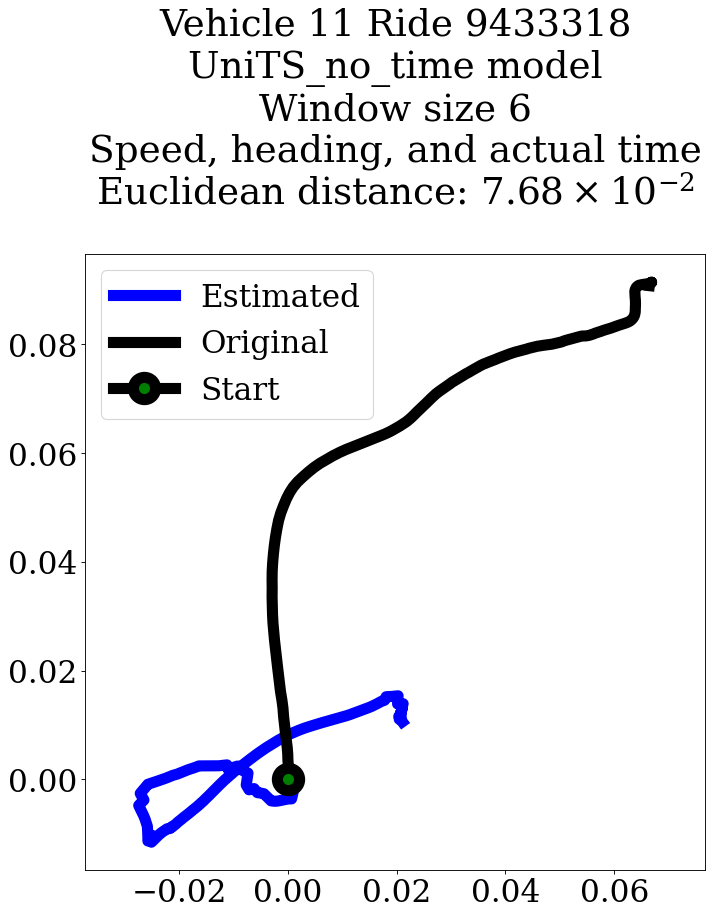 Vehicle 11 Ride 9433318
UniTS_no_time model
Window size 6
Speed, heading, and actual time
Euclidean distance: 7.68 × 10⁻²
Estimated
Original
Start
0.08
0.06
0.04
0.02
0.00
−0.02 0.00 0.02 0.04 0.06